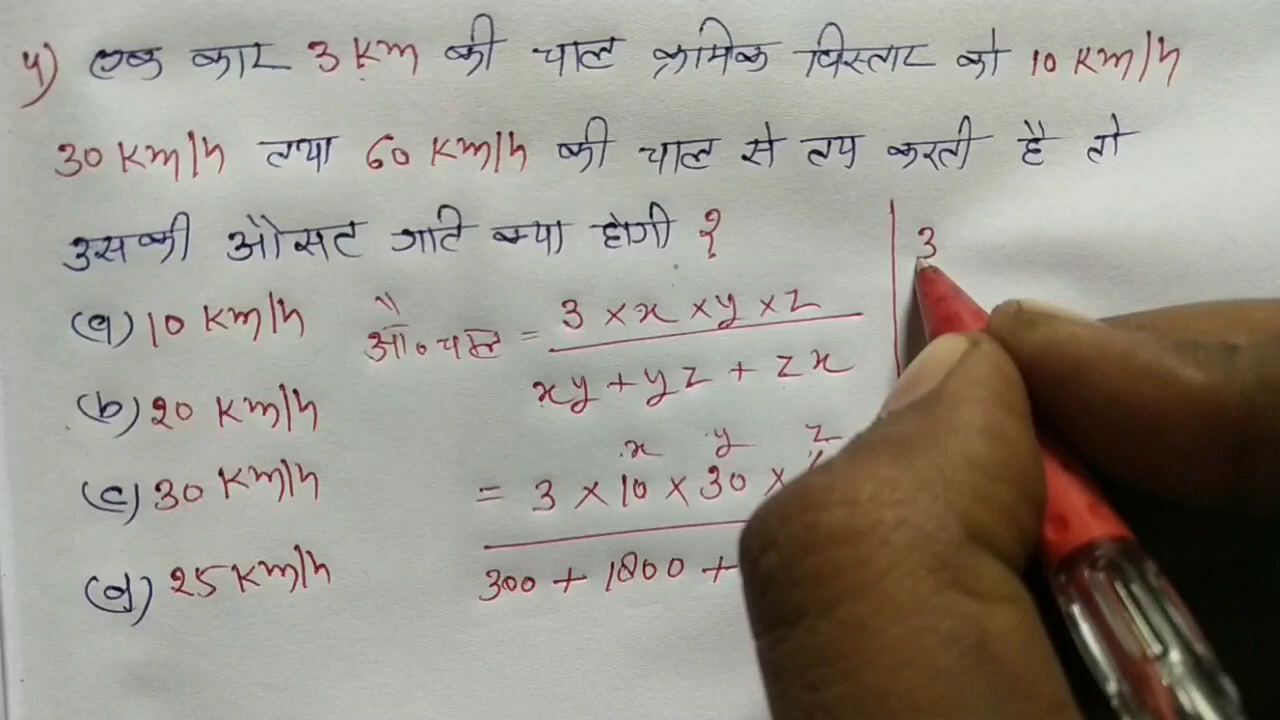 ५) एक कार 3 Km की चाल क्रमिक विस्तार को 10 Km/h
30 Km/h तथा 60 Km/h की चाल से तय करती है तो
उसकी औसत गति क्या होगी ?
(a) 10 Km/h
औ० चाल = 3 × x × y × z
xy + yz + zx
(b) 20 Km/h
x y z
(c) 30 Km/h
= 3 × 10 × 30 ×
300 + 1800 +
(d) 25 Km/h
3